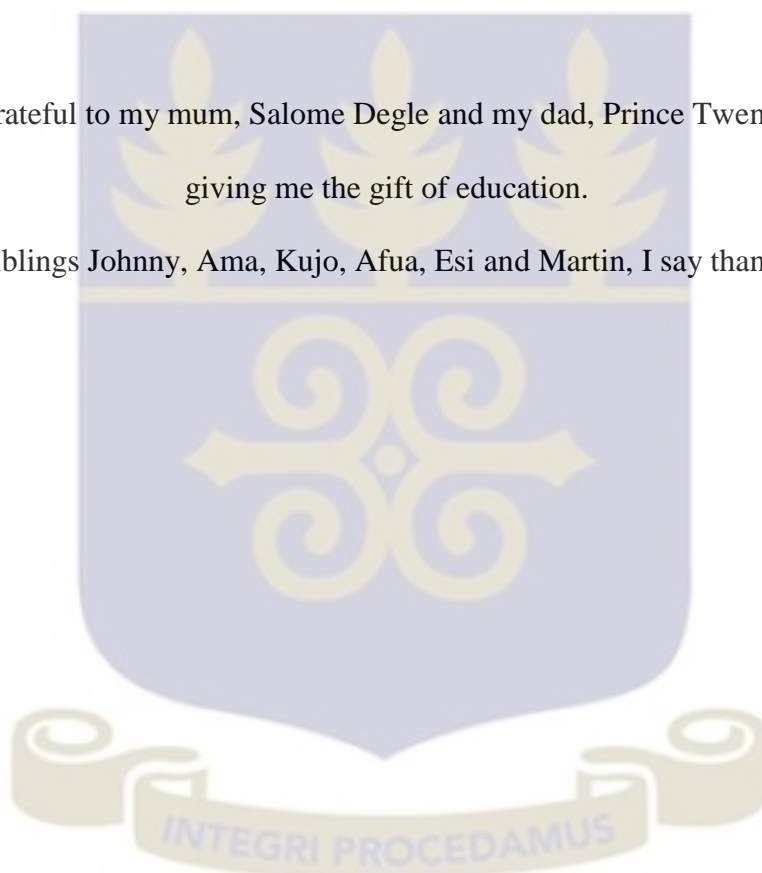 rateful to my mum, Salome Degle and my dad, Prince Twen
giving me the gift of education.
blings Johnny, Ama, Kujo, Afua, Esi and Martin, I say than
INTEGRI PROCEDAMUS